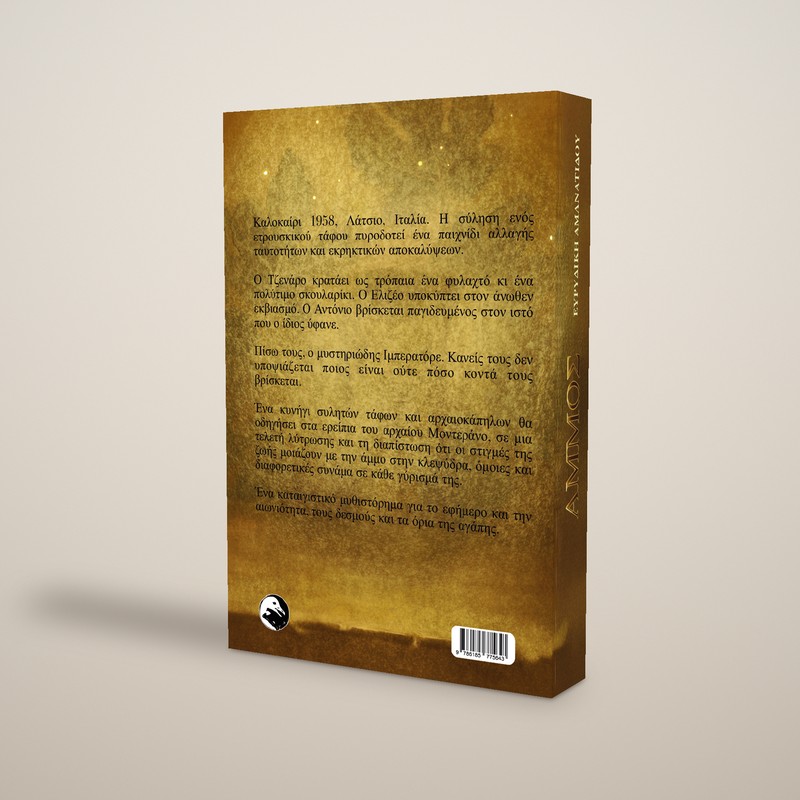 Καλοκαίρι 1958, Λάτσιο, Ιταλία. Η σύληση ενός
ετρουσκικού τάφου πυροδοτεί ένα παιχνίδι αλλαγής
ταυτοτήτων και εκρηκτικών αποκαλύψεων.
Ο Τζενάρο κρατάει ως τρόπαια ένα φυλαχτό κι ένα
πολύτιμο σκουλαρίκι. Ο Ελιζέο υποκύπτει στον άνωθεν
εκβιασμό. Ο Αντόνιο βρίσκεται παγιδευμένος στον ιστό
που ο ίδιος ύφανε.
Πίσω τους, ο μυστηριώδης Ιμπερατόρε. Κανείς τους δεν
υποψιάζεται ποιος είναι ούτε πόσο κοντά τους
βρίσκεται.
Ένα κυνήγι συλητών τάφων και αρχαιοκάπηλων θα
οδηγήσει στα ερείπια του αρχαίου Μοντεράνο, σε μια
τελετή λύτρωσης και τη διαπίστωση ότι οι στιγμές της
ζωής μοιάζουν με την άμμο στην κλεψύδρα, όμοιες και
διαφορετικές συνάμα σε κάθε γύρισμά της.
Ένα καταιγιστικό μυθιστόρημα για το εφήμερο και την
αιωνιότητα, τους δεσμούς και τα όρια της αγάπης.
9 786185 775643
ΑΜΜΟΣ
ΕΥΡΥΔΙΚΗ ΑΜΑΝΑΤΙΔΟΥ